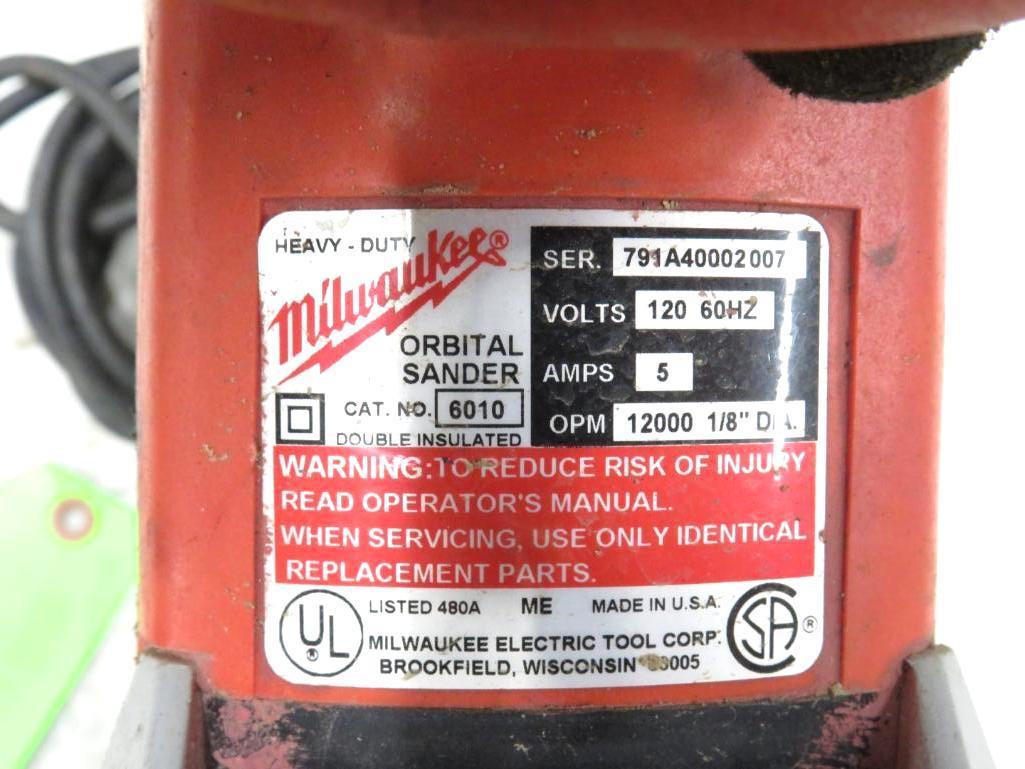 HEAVY - DUTY
Milwaukee®
ORBITAL
SANDER
CAT. NO. 6010
DOUBLE INSULATED
SER. 791A40002007
VOLTS 120 60HZ
AMPS 5
OPM 12000 1/8" DIA.
WARNING: TO REDUCE RISK OF INJURY
READ OPERATOR'S MANUAL.
WHEN SERVICING, USE ONLY IDENTICAL
REPLACEMENT PARTS.
UL®
LISTED 480A ME MADE IN U.S.A.
MILWAUKEE ELECTRIC TOOL CORP.
BROOKFIELD, WISCONSIN
SA®